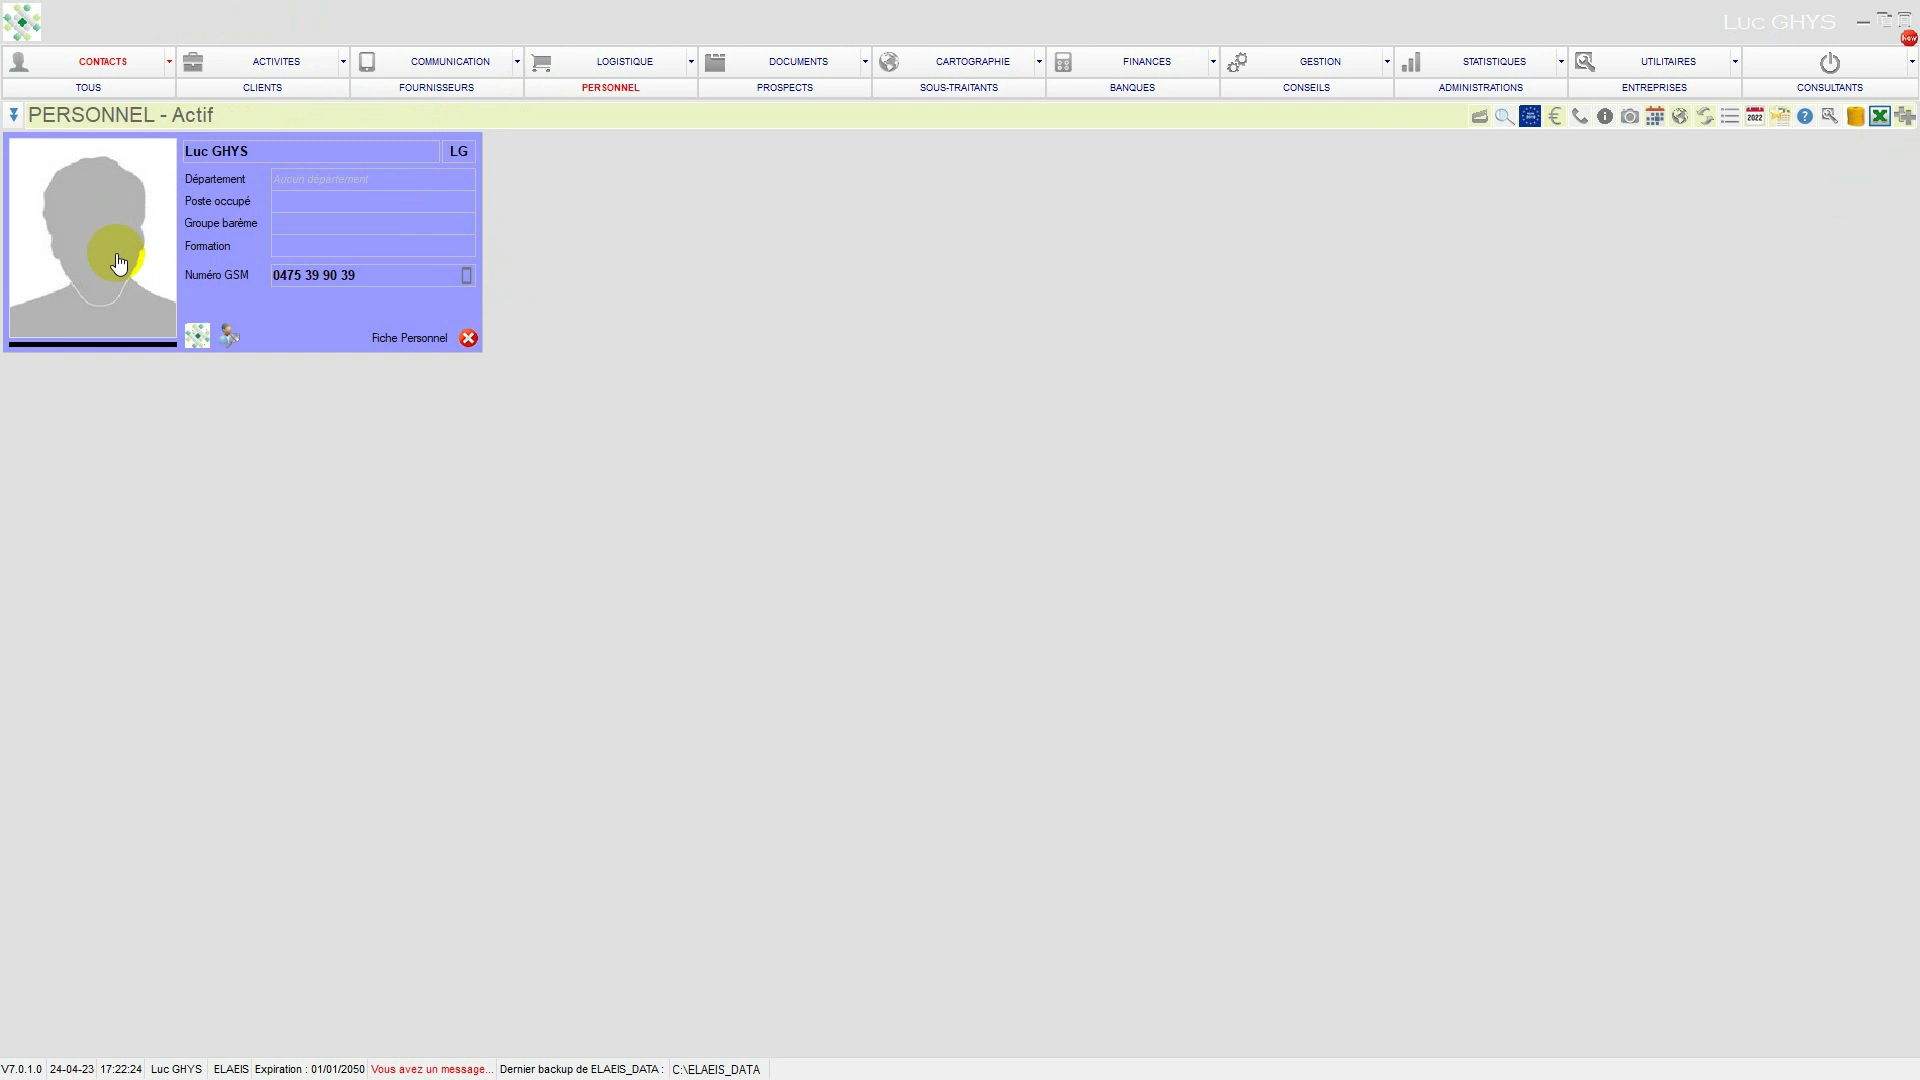 Luc GHYS
New
CONTACTS ACTIVITES COMMUNICATION LOGISTIQUE DOCUMENTS CARTOGRAPHIE FINANCES GESTION STATISTIQUES UTILITAIRES
TOUS CLIENTS FOURNISSEURS PERSONNEL PROSPECTS SOUS-TRAITANTS BANQUES CONSEILS ADMINISTRATIONS ENTREPRISES CONSULTANTS
PERSONNEL - Actif
2022
Luc GHYS LG
Département Aucun département
Poste occupé
Groupe barème
Formation
Numéro GSM 0475 39 90 39
Fiche Personnel
V7.0.1.0 24-04-23 17:22:24 Luc GHYS ELAEIS Expiration : 01/01/2050 Vous avez un message... Dernier backup de ELAEIS_DATA : C:\ELAEIS_DATA